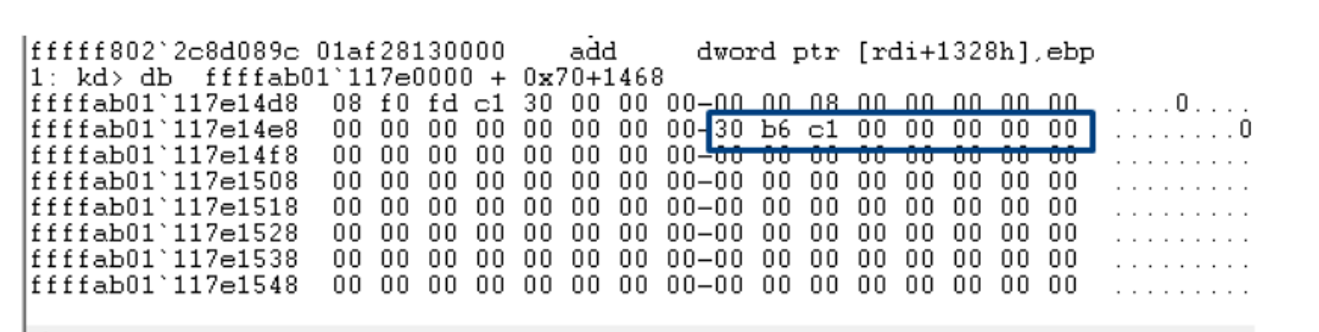 fffff802`2c8d089c 01af28130000    add     dword ptr [rdi+1328h],ebp
1: kd> db  ffffab01`117e0000 + 0x70+1468
ffffab01`117e14d8  08 f0 fd c1 30 00 00 00-00 00 08 00 00 00 00 00  ....0....
ffffab01`117e14e8  00 00 00 00 00 00 00 00-30 b6 c1 00 00 00 00 00  ........0
ffffab01`117e14f8  00 00 00 00 00 00 00 00-00 00 00 00 00 00 00 00  .........
ffffab01`117e1508  00 00 00 00 00 00 00 00-00 00 00 00 00 00 00 00  .........
ffffab01`117e1518  00 00 00 00 00 00 00 00-00 00 00 00 00 00 00 00  .........
ffffab01`117e1528  00 00 00 00 00 00 00 00-00 00 00 00 00 00 00 00  .........
ffffab01`117e1538  00 00 00 00 00 00 00 00-00 00 00 00 00 00 00 00  .........
ffffab01`117e1548  00 00 00 00 00 00 00 00-00 00 00 00 00 00 00 00  .........